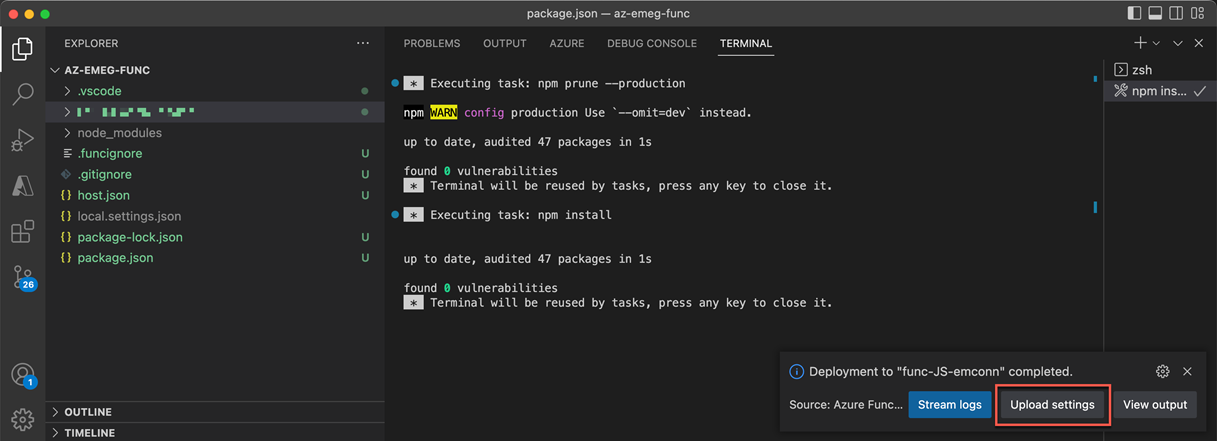 package.json — az-emeg-func
EXPLORER
AZ-EMEG-FUNC
.vscode
node_modules
.funcignore U
.gitignore U
host.json U
local.settings.json
package-lock.json U
package.json U
OUTLINE
TIMELINE
26
1
PROBLEMS OUTPUT AZURE DEBUG CONSOLE TERMINAL
* Executing task: npm prune --production
npm WARN config production Use `--omit=dev` instead.
up to date, audited 47 packages in 1s
found 0 vulnerabilities
* Terminal will be reused by tasks, press any key to close it.
* Executing task: npm install
up to date, audited 47 packages in 1s
found 0 vulnerabilities
* Terminal will be reused by tasks, press any key to close it.
zsh
npm ins...
Deployment to "func-JS-emconn" completed.
Source: Azure Func... Stream logs Upload settings View output